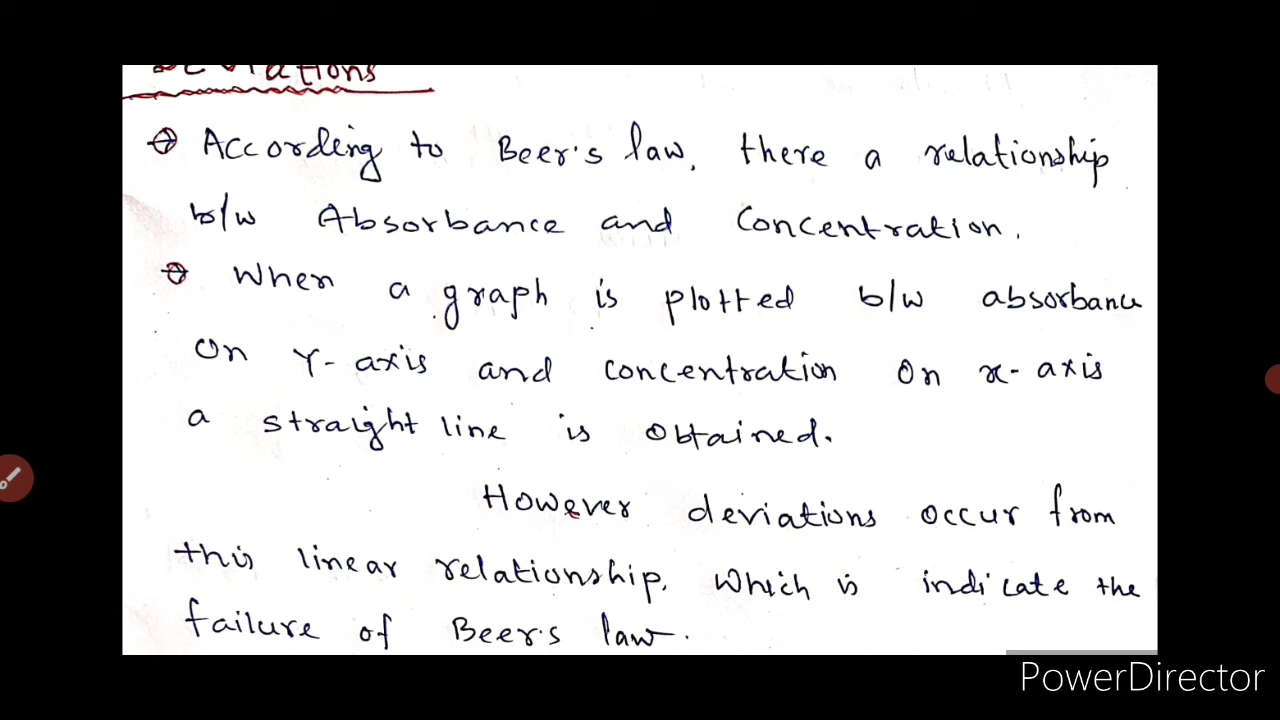 Deviations
→ According to Beer's law, there a relationship
b/w Absorbance and Concentration.
→ When a graph is plotted b/w absorbance
on Y-axis and concentration on x-axis
a straight line is obtained.
However deviations occur from
this linear relationship, which is indicate the
failure of Beer's law.
PowerDirector